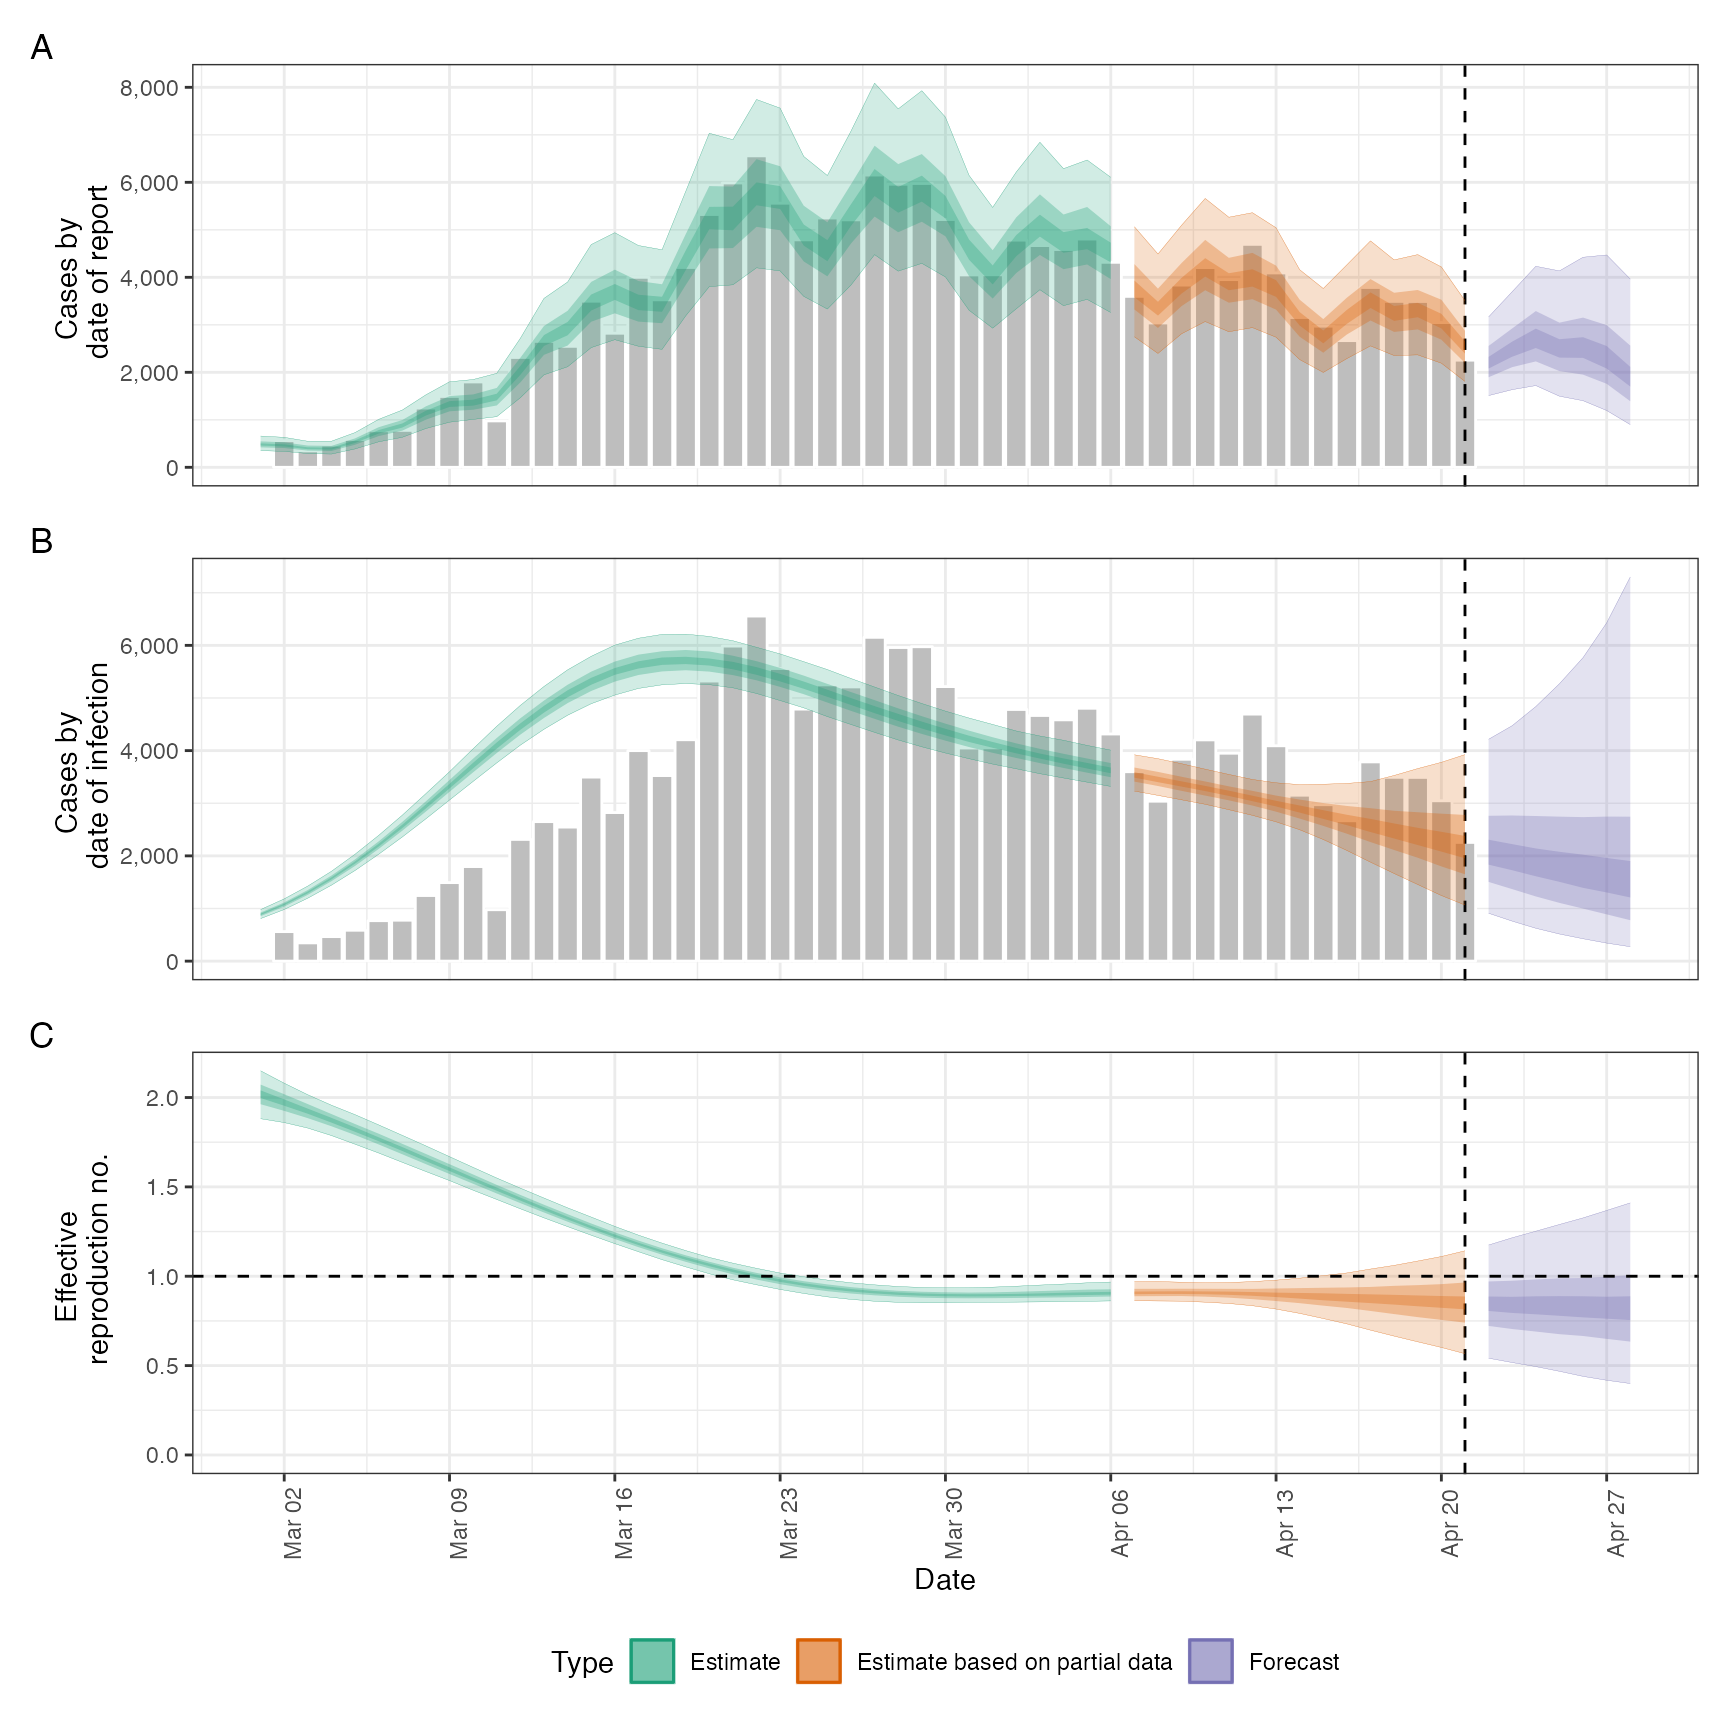 A
8,000
6,000
4,000
2,000
0
Cases by
date of report
B
6,000
4,000
2,000
0
Cases by
date of infection
C
2.0
1.5
1.0
0.5
0.0
Effective
reproduction no.
Mar 02
Mar 09
Mar 16
Mar 23
Mar 30
Apr 06
Apr 13
Apr 20
Apr 27
Date
Type Estimate Estimate based on partial data Forecast